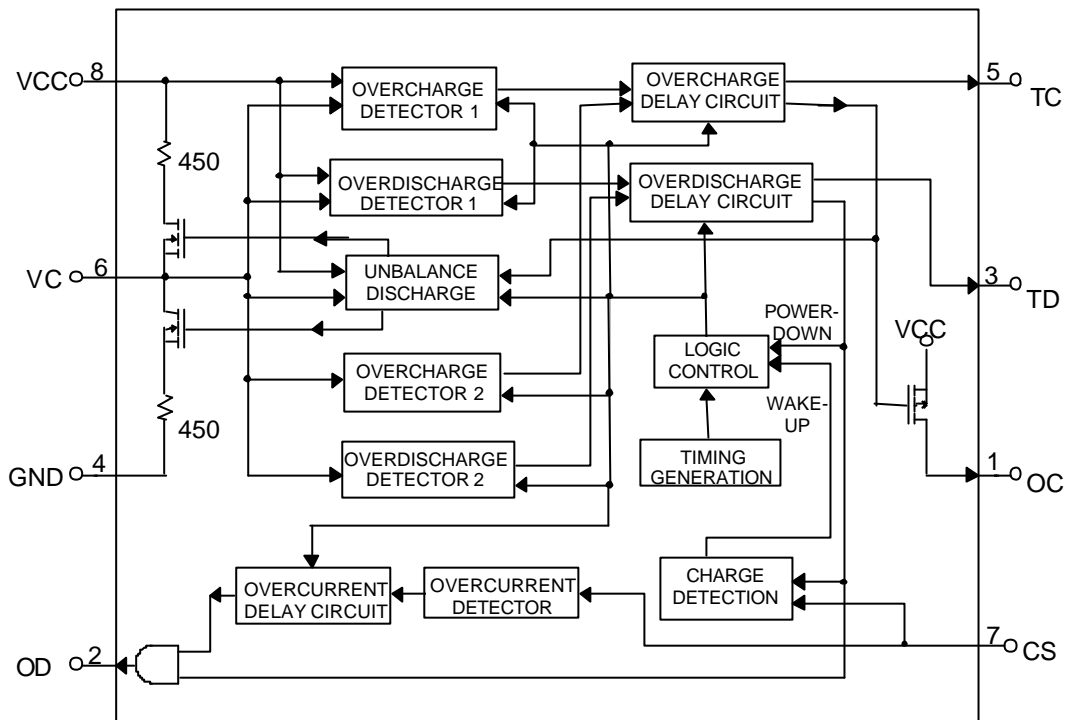 VCC
8
OVERCHARGE
DETECTOR 1
OVERCHARGE
DELAY CIRCUIT
5
TC
450
OVERDISCHARGE
DETECTOR 1
OVERDISCHARGE
DELAY CIRCUIT
VC
6
UNBALANCE
DISCHARGE
3
TD
POWER-
DOWN
VCC
LOGIC
CONTROL
OVERCHARGE
DETECTOR 2
WAKE-
UP
450
GND
4
OVERDISCHARGE
DETECTOR 2
TIMING
GENERATION
1
OC
OVERCURRENT
DELAY CIRCUIT
OVERCURRENT
DETECTOR
CHARGE
DETECTION
OD
2
7
CS